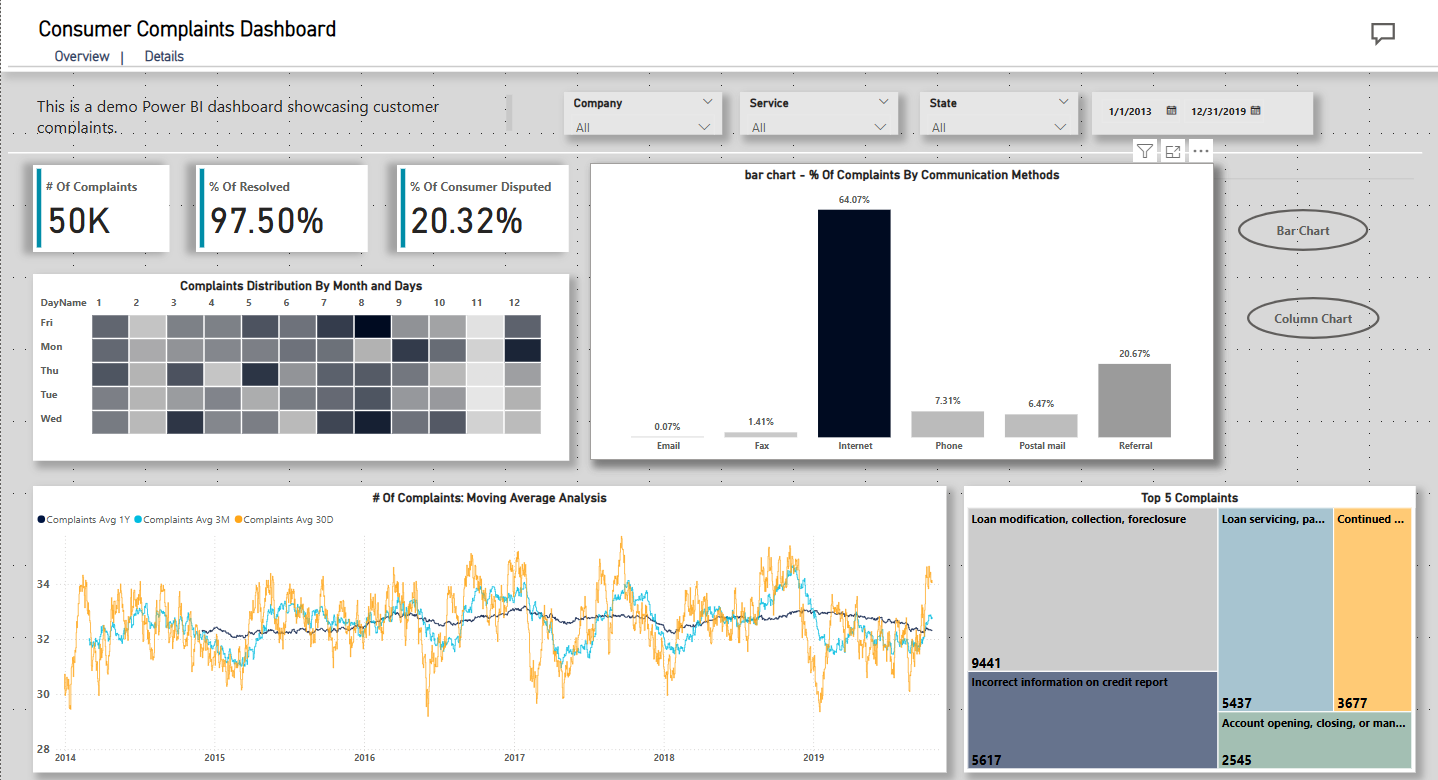 Consumer Complaints Dashboard
Overview | Details
This is a demo Power BI dashboard showcasing customer
complaints.
Company
All
Service
All
State
All
1/1/2013 12/31/2019
# Of Complaints
50K
% Of Resolved
97.50%
% Of Consumer Disputed
20.32%
bar chart - % Of Complaints By Communication Methods
64.07%
20.67%
7.31%
6.47%
1.41%
0.07%
Email Fax Internet Phone Postal mail Referral
Bar Chart
Column Chart
Complaints Distribution By Month and Days
DayName 1 2 3 4 5 6 7 8 9 10 11 12
Fri
Mon
Thu
Tue
Wed
# Of Complaints: Moving Average Analysis
Complaints Avg 1Y Complaints Avg 3M Complaints Avg 30D
34
32
30
28
2014 2015 2016 2017 2018 2019
Top 5 Complaints
Loan modification, collection, foreclosure
9441
Incorrect information on credit report
5617
Loan servicing, pa...
5437
Continued ...
3677
Account opening, closing, or man...
2545